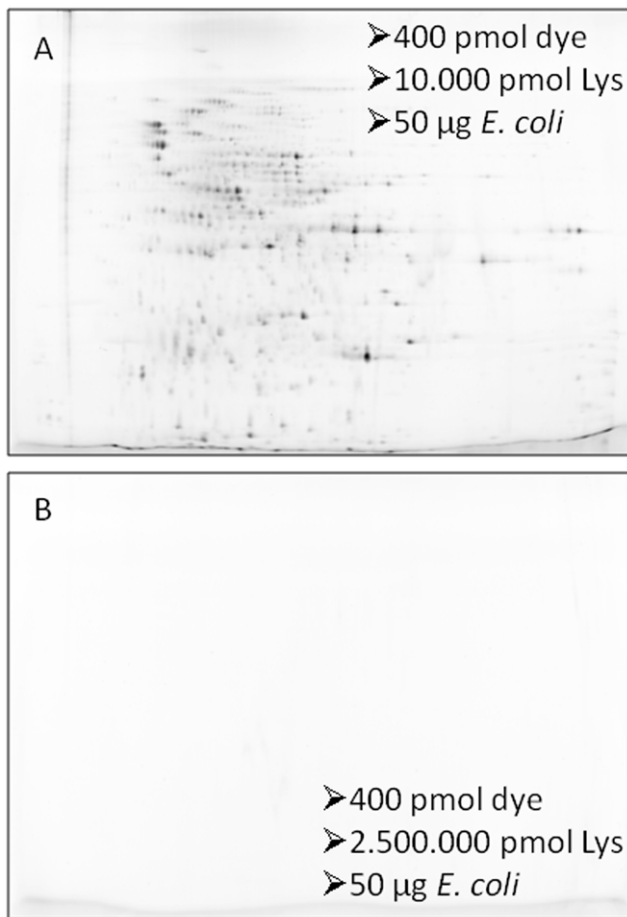 A
➢400 pmol dye
➢10.000 pmol Lys
➢50 µg E. coli
B
➢400 pmol dye
➢2.500.000 pmol Lys
➢50 µg E. coli